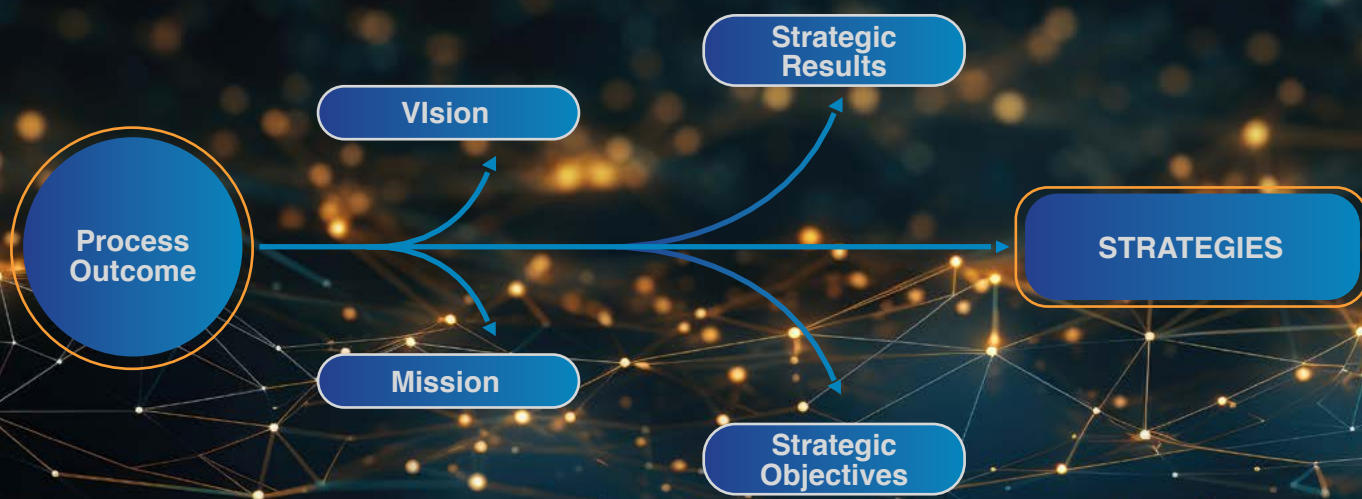 Strategic
Results
VIsion
Process
Outcome
STRATEGIES
Mission
Strategic
Objectives